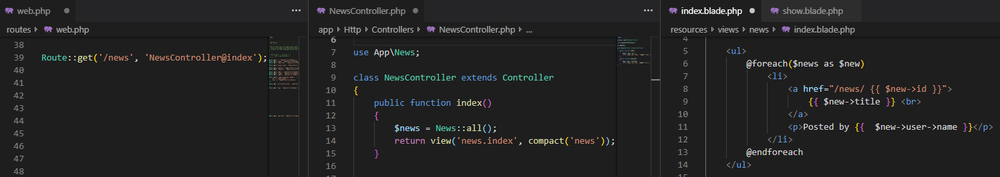 web.php
routes > web.php
38
39 Route::get('/news', 'NewsController@index');
40
41
42
43
44
45
46
47
48
NewsController.php
app > Http > Controllers > NewsController.php > ...
6
7 use App\News;
8
9 class NewsController extends Controller
10 {
11 public function index()
12 {
13 $news = News::all();
14 return view('news.index', compact('news'));
15 }
16
17
index.blade.php show.blade.php
resources > views > news > index.blade.php
4
5 <ul>
6 @foreach($news as $new)
7 <li>
8 <a href="/news/ {{ $new->id }}">
9 {{ $new->title }} <br>
10 </a>
11 <p>Posted by {{  $new->user->name }}</p>
12 </li>
13 @endforeach
14 </ul>
15